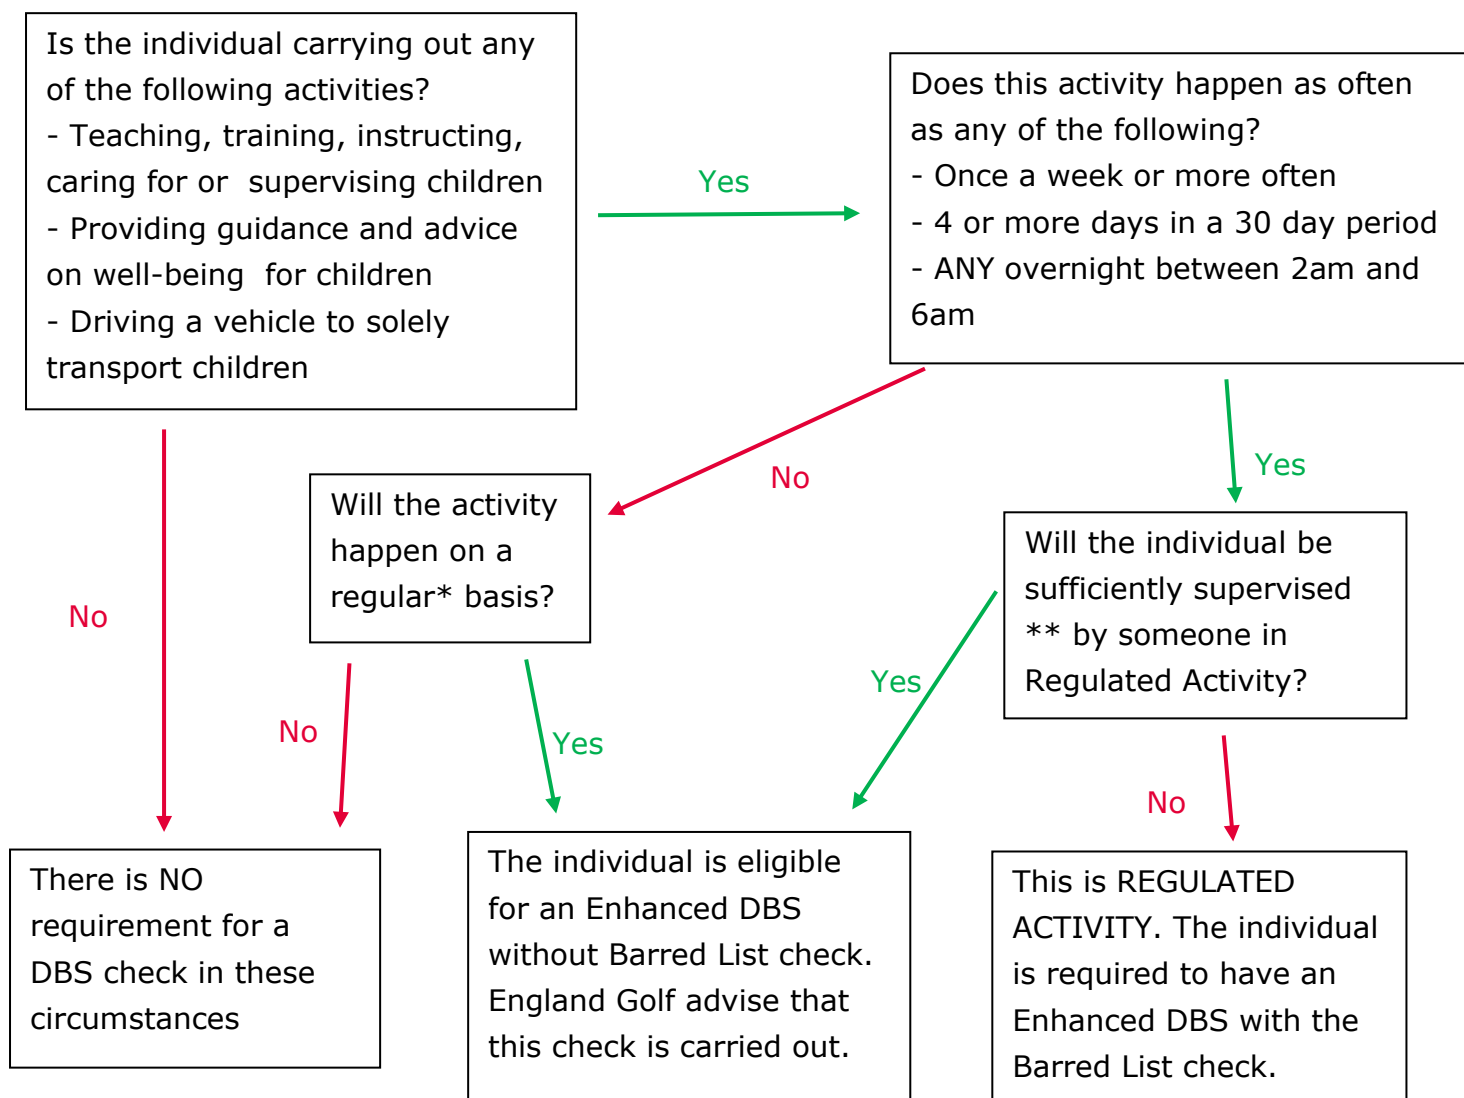 Is the individual carrying out any
of the following activities?
- Teaching, training, instructing,
caring for or  supervising children
- Providing guidance and advice
on well-being  for children
- Driving a vehicle to solely
transport children
Yes
Does this activity happen as often
as any of the following?
- Once a week or more often
- 4 or more days in a 30 day period
- ANY overnight between 2am and
6am
No
Will the activity
happen on a
regular* basis?
No
Yes
Will the individual be
sufficiently supervised
** by someone in
Regulated Activity?
No
Yes
Yes
No
There is NO
requirement for a
DBS check in these
circumstances
The individual is eligible
for an Enhanced DBS
without Barred List check.
England Golf advise that
this check is carried out.
This is REGULATED
ACTIVITY. The individual
is required to have an
Enhanced DBS with the
Barred List check.